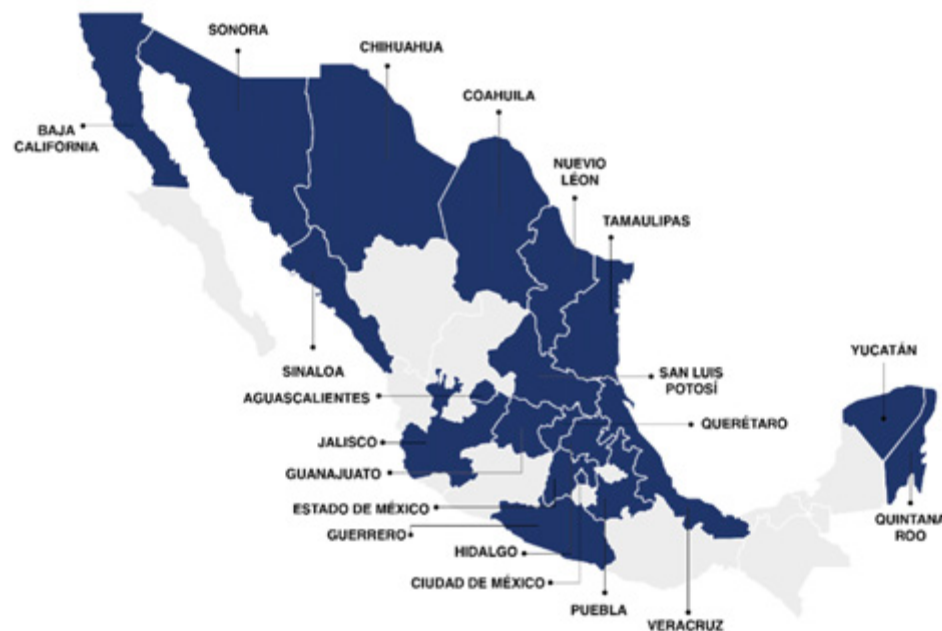 SONORA
CHIHUAHUA
COAHUILA
BAJA
CALIFORNIA
NUEVIO
LÉON
TAMAULIPAS
SINALOA
SAN LUIS
POTOSÍ
YUCATÁN
AGUASCALIENTES
QUERÉTARO
JALISCO
GUANAJUATO
ESTADO DE MÉXICO
GUERRERO
QUINTANA
ROO
HIDALGO
CIUDAD DE MÉXICO
PUEBLA
VERACRUZ